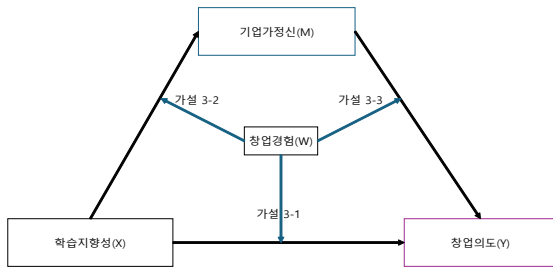 기업가정신(M)
가설 3-2
가설 3-3
창업경험(W)
가설 3-1
학습지향성(X)
창업의도(Y)